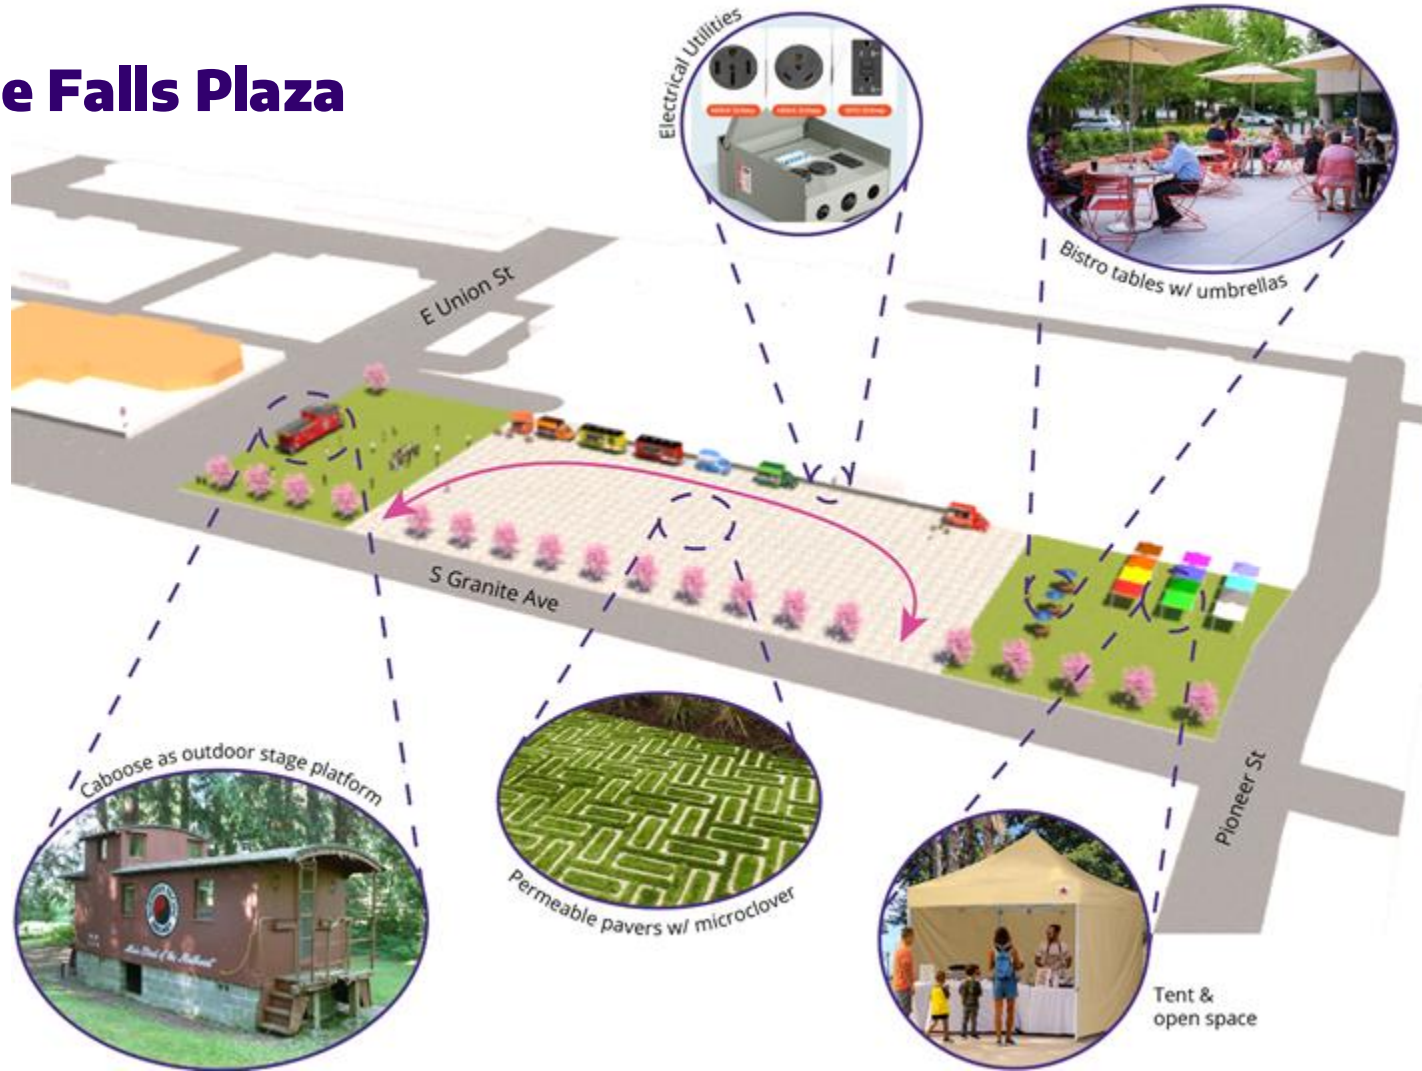 e Falls Plaza
Electrical Utilities
Bistro tables w/ umbrellas
E Union St
S Granite Ave
Pioneer St
Caboose as outdoor stage platform
Permeable pavers w/ microclover
Tent &
open space